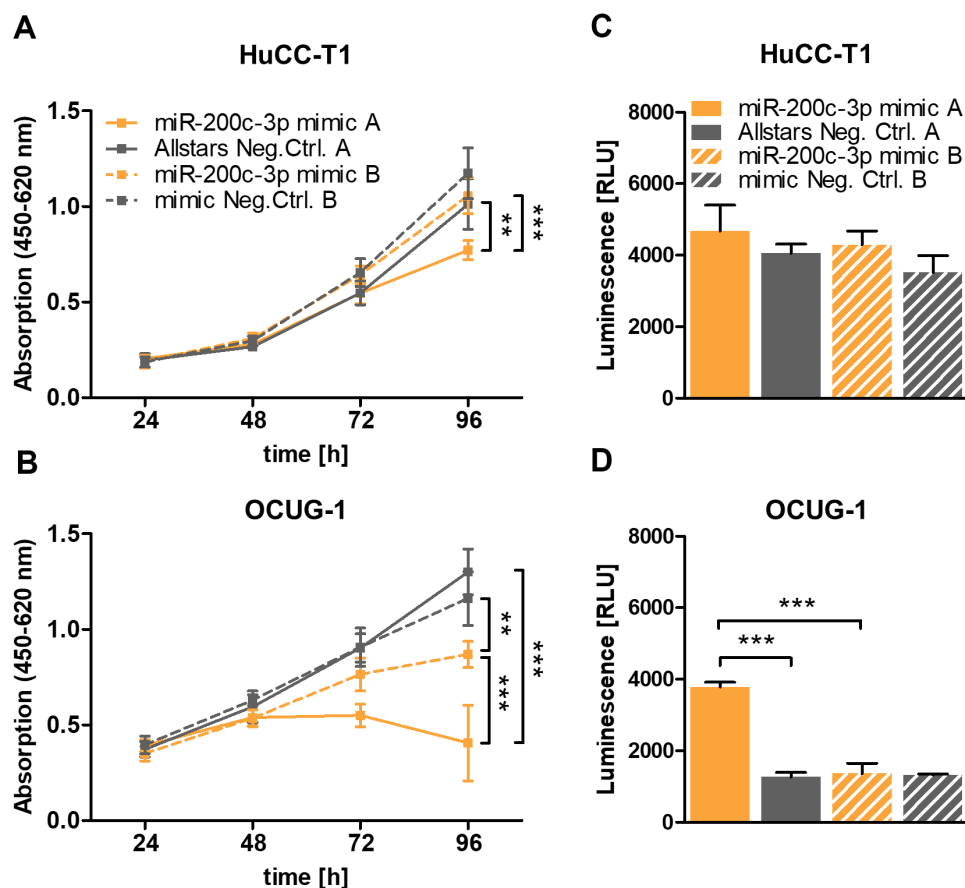 A
HuCC-T1
Absorption (450-620 nm)
1.5
1.0
0.5
0.0
miR-200c-3p mimic A
Allstars Neg.Ctrl. A
miR-200c-3p mimic B
mimic Neg.Ctrl. B
**
***
24 48 72 96
time [h]
B
OCUG-1
Absorption (450-620 nm)
1.5
1.0
0.5
0.0
**
***
***
24 48 72 96
time [h]
C
HuCC-T1
Luminescence [RLU]
8000
6000
4000
2000
0
miR-200c-3p mimic A
Allstars Neg. Ctrl. A
miR-200c-3p mimic B
mimic Neg. Ctrl. B
D
OCUG-1
Luminescence [RLU]
8000
6000
4000
2000
0
***
***